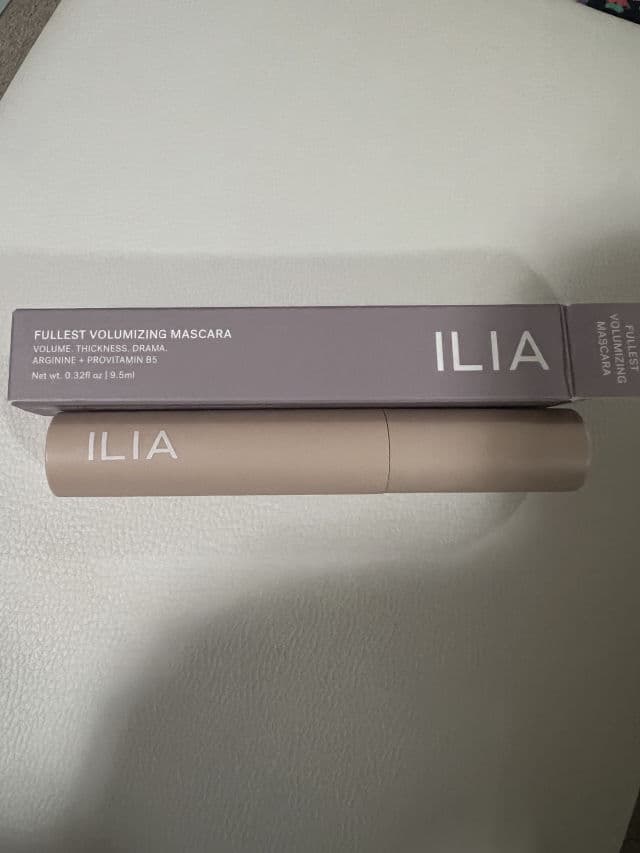 FULLEST VOLUMIZING MASCARA
VOLUME. THICKNESS. DRAMA.
ARGININE + PROVITAMIN B5
Net wt. 0.32fl oz | 9.5ml
ILIA
FULLEST
VOLUMIZING
MASCARA
ILIA